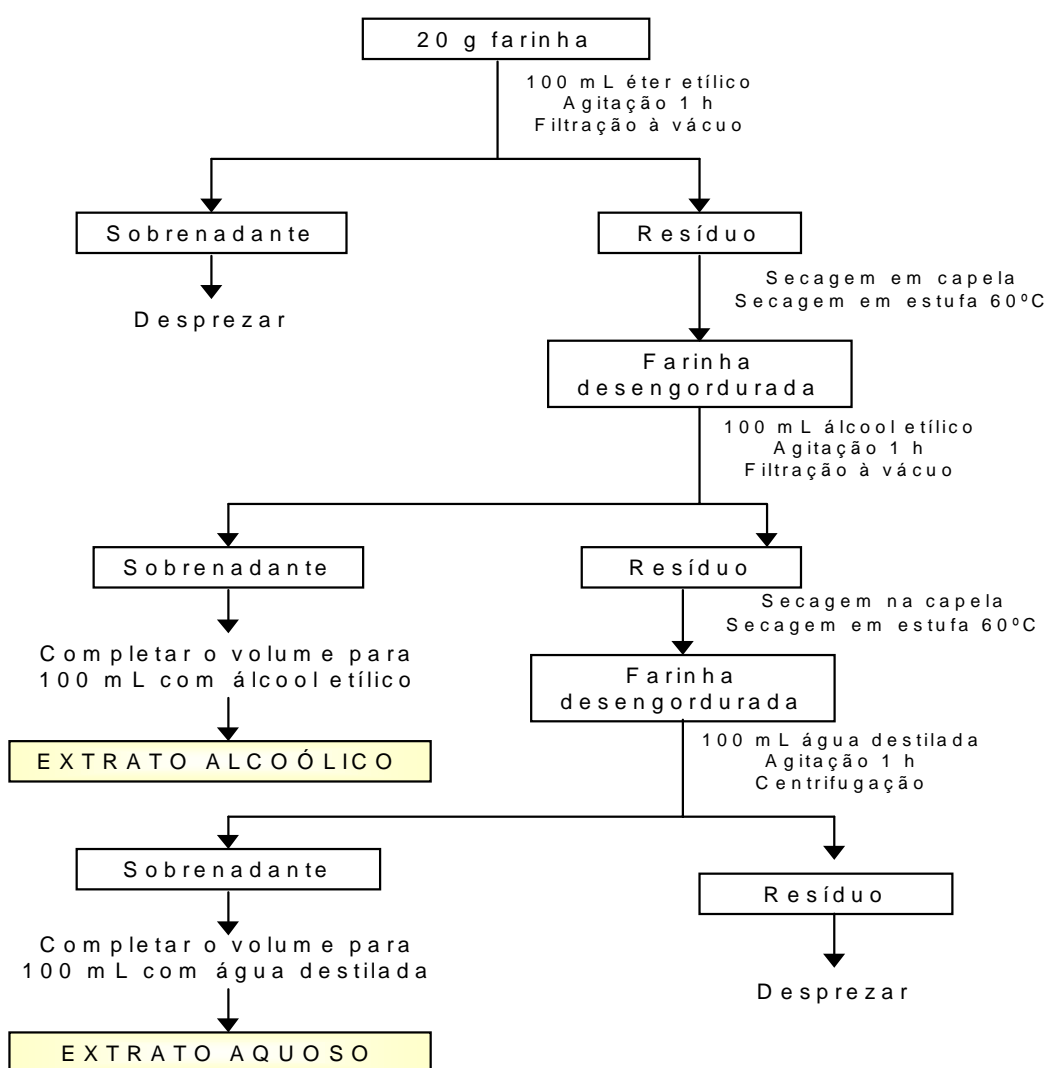 20 g farinha
100 mL éter etílico
Agitação 1 h
Filtração à vácuo
Sobrenadante
Resíduo
Desprezar
Secagem em capela
Secagem em estufa 60ºC
Farinha
desengordurada
100 mL álcool etílico
Agitação 1 h
Filtração à vácuo
Sobrenadante
Resíduo
Completar o volume para
100 mL com álcool etílico
Secagem na capela
Secagem em estufa 60ºC
Farinha
desengordurada
EXTRATO ALCOÓLICO
100 mL água destilada
Agitação 1 h
Centrifugação
Sobrenadante
Resíduo
Completar o volume para
100 mL com água destilada
Desprezar
EXTRATO AQUOSO